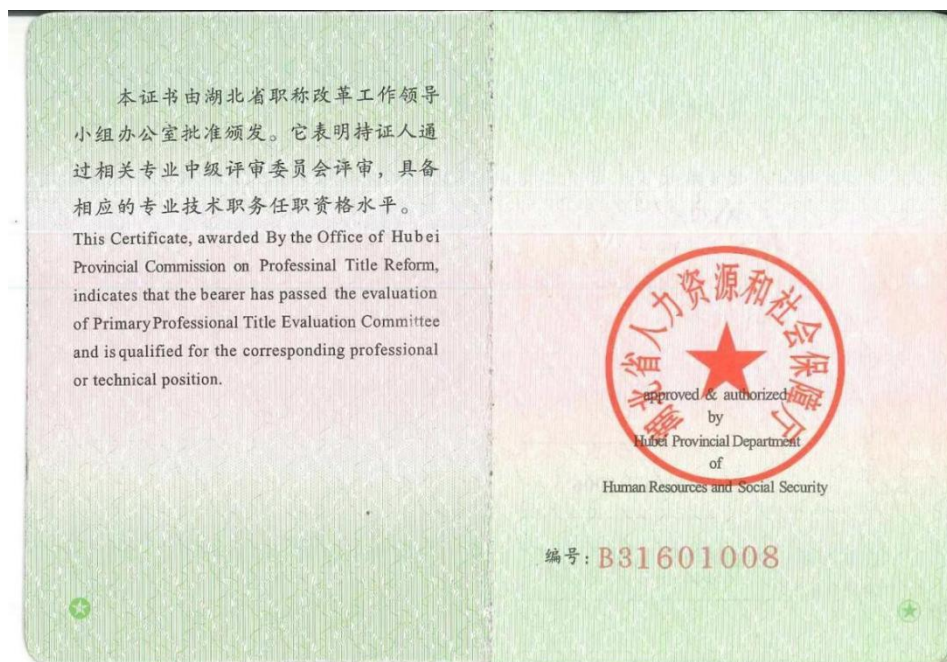 本证书由湖北省职称改革工作领导
小组办公室批准颁发。它表明持证人通
过相关专业中级评审委员会评审，具备
相应的专业技术职务任职资格水平。
This Certificate, awarded By the Office of Hubei
Provincial Commission on Professinal Title Reform,
indicates that the bearer has passed the evaluation
of Primary Professional Title Evaluation Committee
and is qualified for the corresponding professional
or technical position.
湖北省人力资源和社会保障厅
approved & authorized
by
Hubei Provincial Department
of
Human Resources and Social Security
编号：B31601008